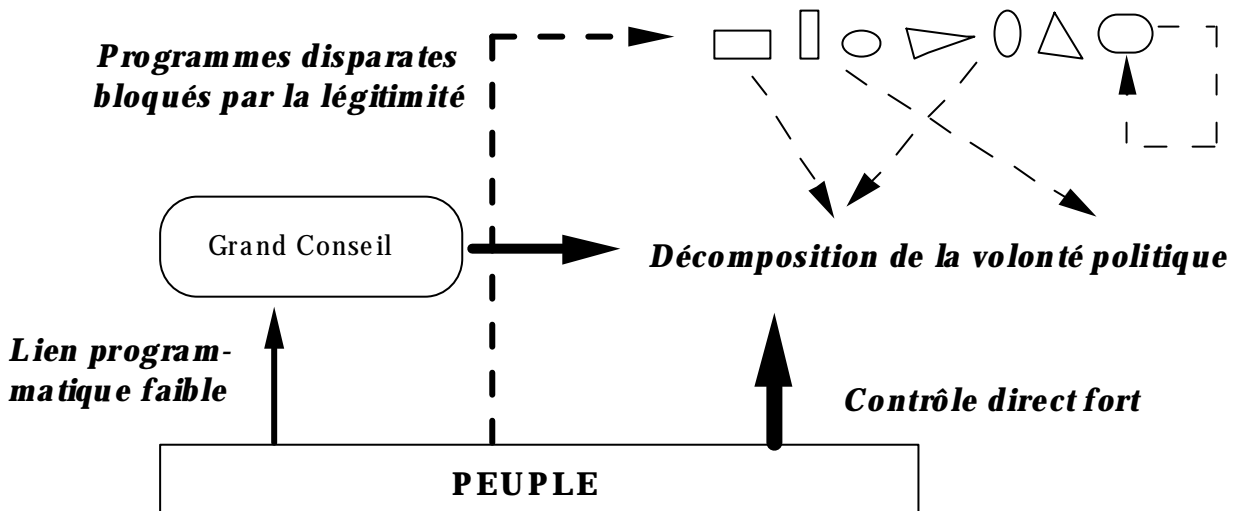 Programmes disparates
bloqués par la légitimité
Grand Conseil
Décomposition de la volonté politique
Lien program-
matique faible
Contrôle direct fort
PEUPLE